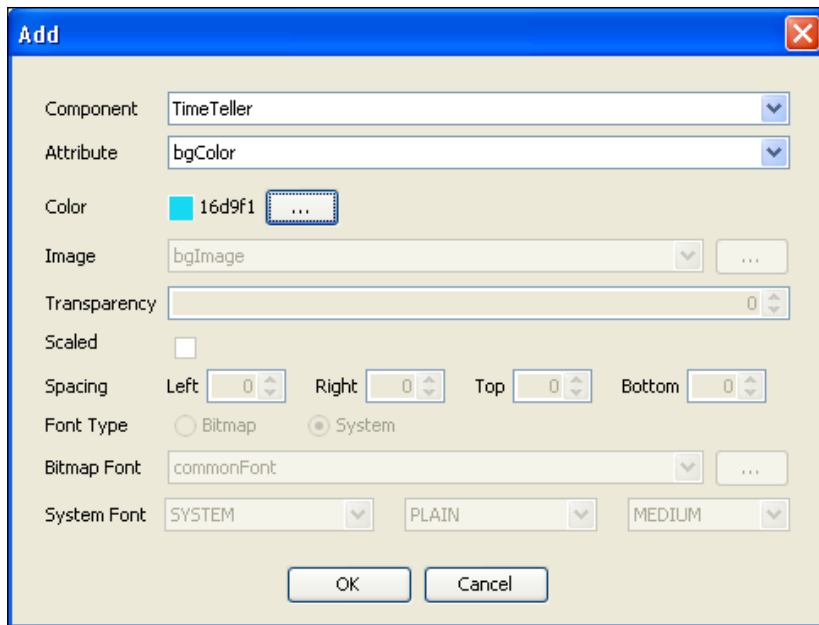 Add
Component TimeTeller
Attribute bgColor
Color 16d9f1 ...
Image bgImage ...
Transparency 0
Scaled
Spacing Left 0 Right 0 Top 0 Bottom 0
Font Type Bitmap System
Bitmap Font commonFont ...
System Font SYSTEM PLAIN MEDIUM
OK Cancel